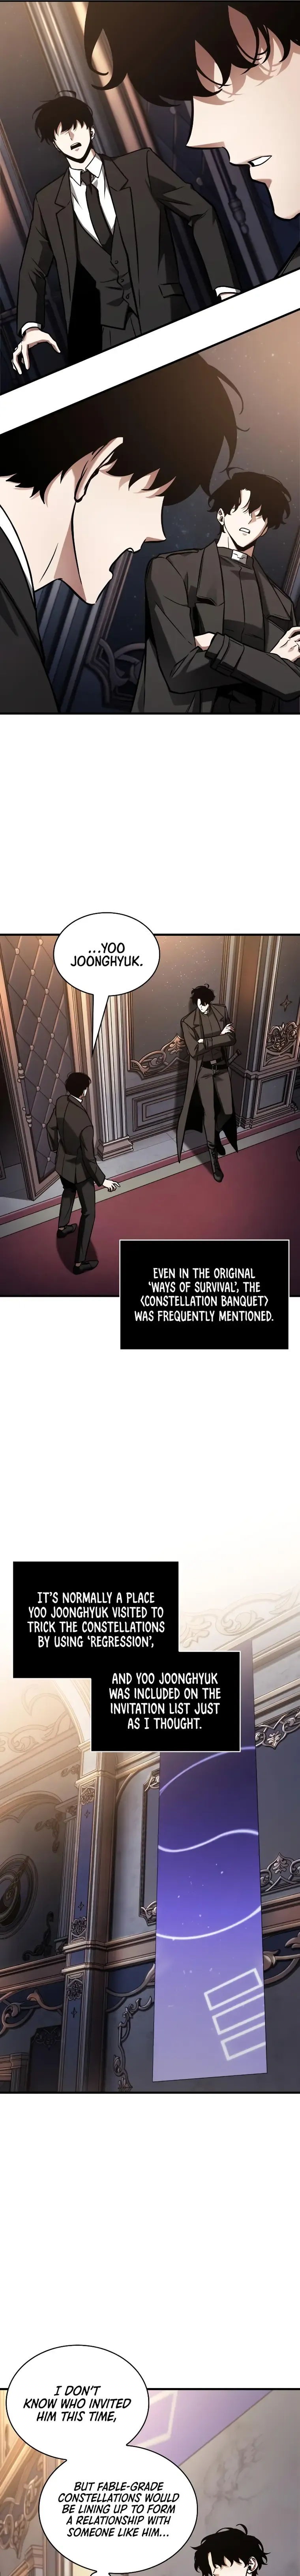 ...YOO
JOONGHYUK.
EVEN IN THE ORIGINAL
'WAYS OF SURVIVAL', THE
<CONSTELLATION BANQUET>
WAS FREQUENTLY MENTIONED.
IT'S NORMALLY A PLACE
YOO JOONGHYUK VISITED TO
TRICK THE CONSTELLATIONS
BY USING 'REGRESSION',
AND YOO JOONGHYUK
WAS INCLUDED ON THE
INVITATION LIST JUST
AS I THOUGHT.
I DON'T
KNOW WHO INVITED
HIM THIS TIME,
BUT FABLE-GRADE
CONSTELLATIONS WOULD
BE LINING UP TO FORM
A RELATIONSHIP WITH
SOMEONE LIKE HIM...